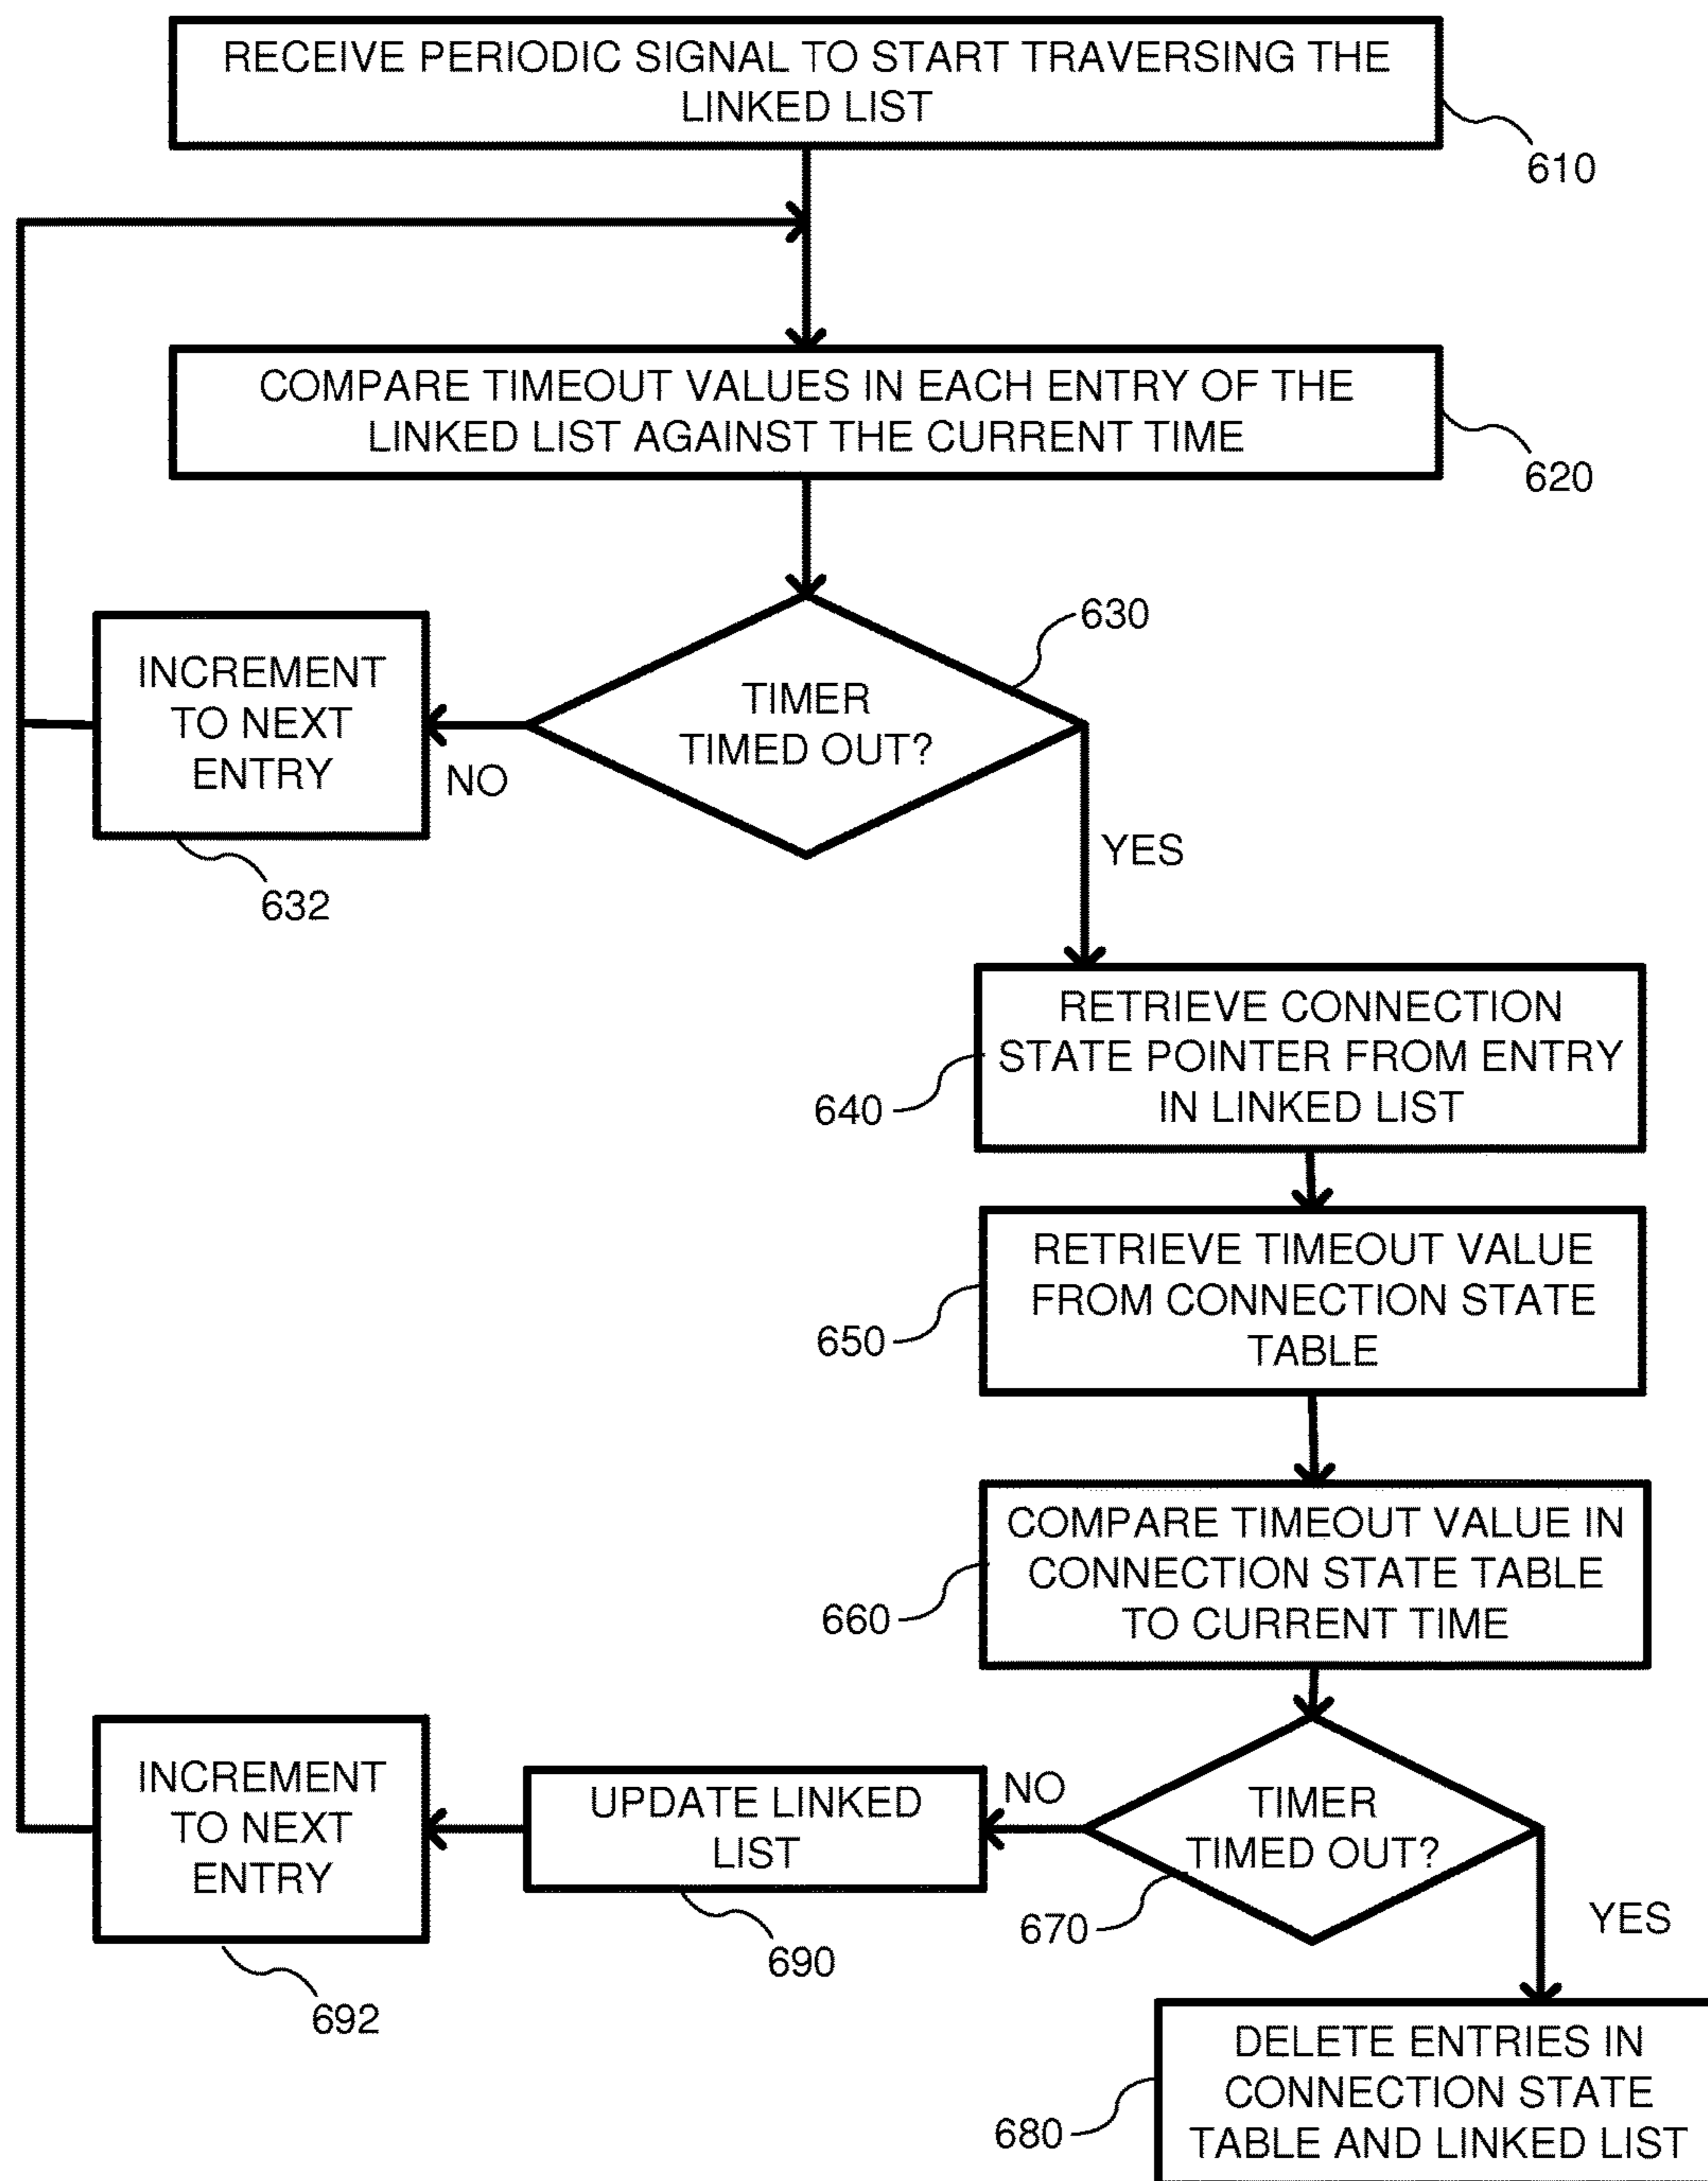 RECEIVE PERIODIC SIGNAL TO START TRAVERSING THE
LINKED LIST
610
COMPARE TIMEOUT VALUES IN EACH ENTRY OF THE
LINKED LIST AGAINST THE CURRENT TIME
620
630
INCREMENT
TO NEXT
ENTRY
TIMER
TIMED OUT?
NO
YES
632
RETRIEVE CONNECTION
STATE POINTER FROM ENTRY
IN LINKED LIST
640
RETRIEVE TIMEOUT VALUE
FROM CONNECTION STATE
TABLE
650
COMPARE TIMEOUT VALUE IN
CONNECTION STATE TABLE
TO CURRENT TIME
660
INCREMENT
TO NEXT
ENTRY
UPDATE LINKED
LIST
NO
TIMER
TIMED OUT?
670
YES
690
692
DELETE ENTRIES IN
CONNECTION STATE
TABLE AND LINKED LIST
680